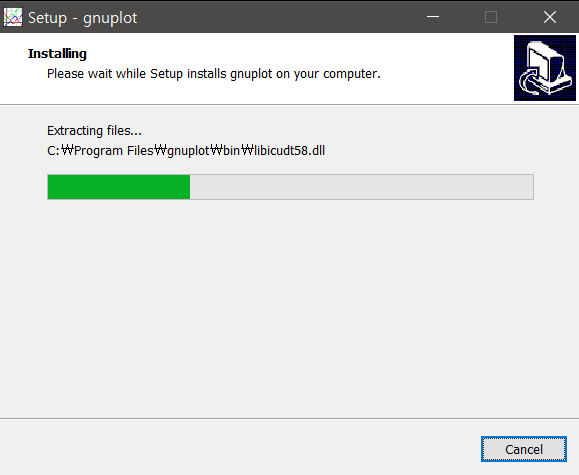 Setup - gnuplot
Installing
Please wait while Setup installs gnuplot on your computer.
Extracting files...
C:₩Program Files₩gnuplot₩bin₩libicudt58.dll
Cancel